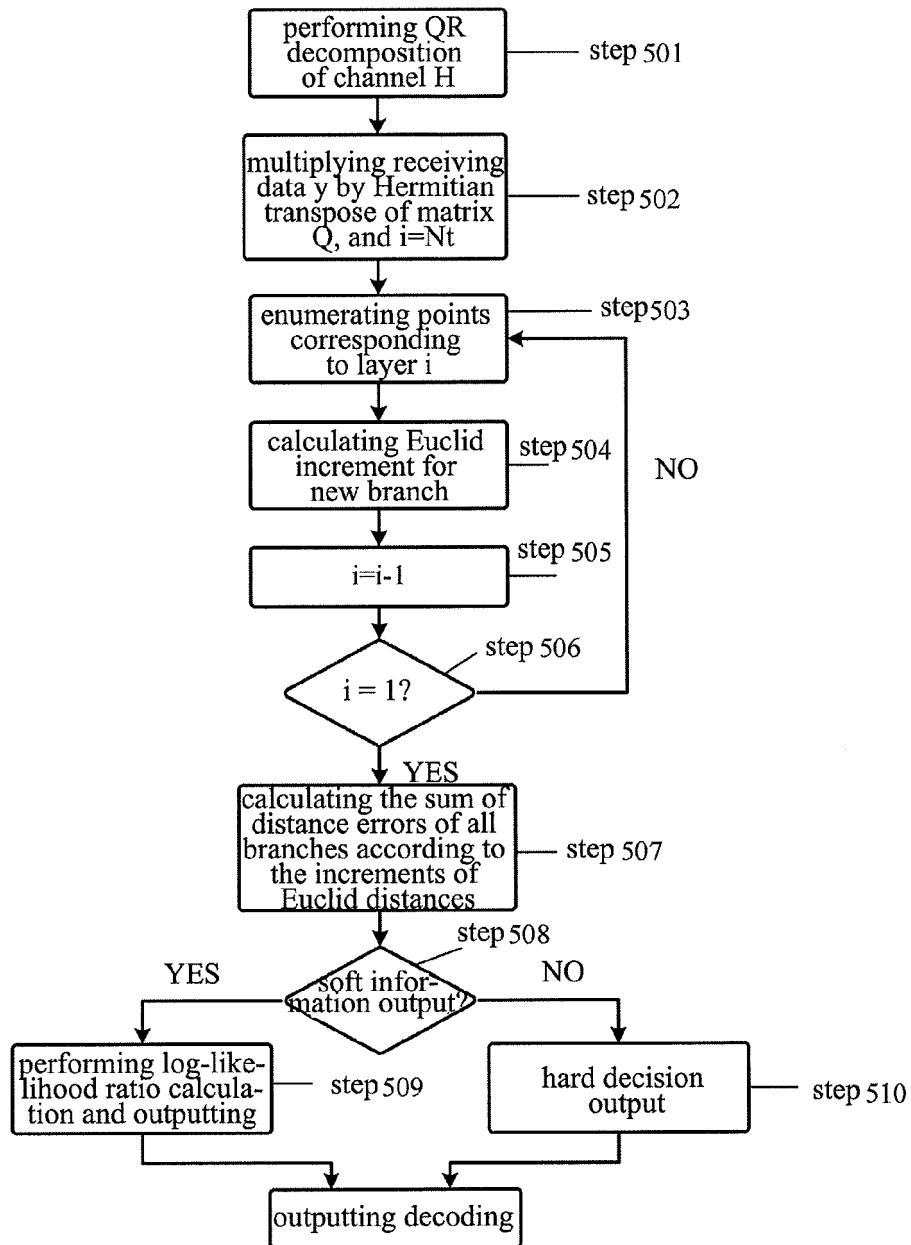 performing QR
decomposition
of channel H
step 501
multiplying receiving
data y by Hermitian
transpose of matrix
Q, and i=Nt
step 502
enumerating points
corresponding
to layer i
step503
calculating Euclid
increment for
new branch
step 504
NO
i=i-1
step 505
i = 1?
step 506
YES
calculating the sum of
distance errors of all
branches according to
the increments of
Euclid distances
step 507
soft infor-
mation output?
step 508
YES
NO
performing log-like-
lihood ratio calcula-
tion and outputting
step 509
hard decision
output
step 510
outputting decoding